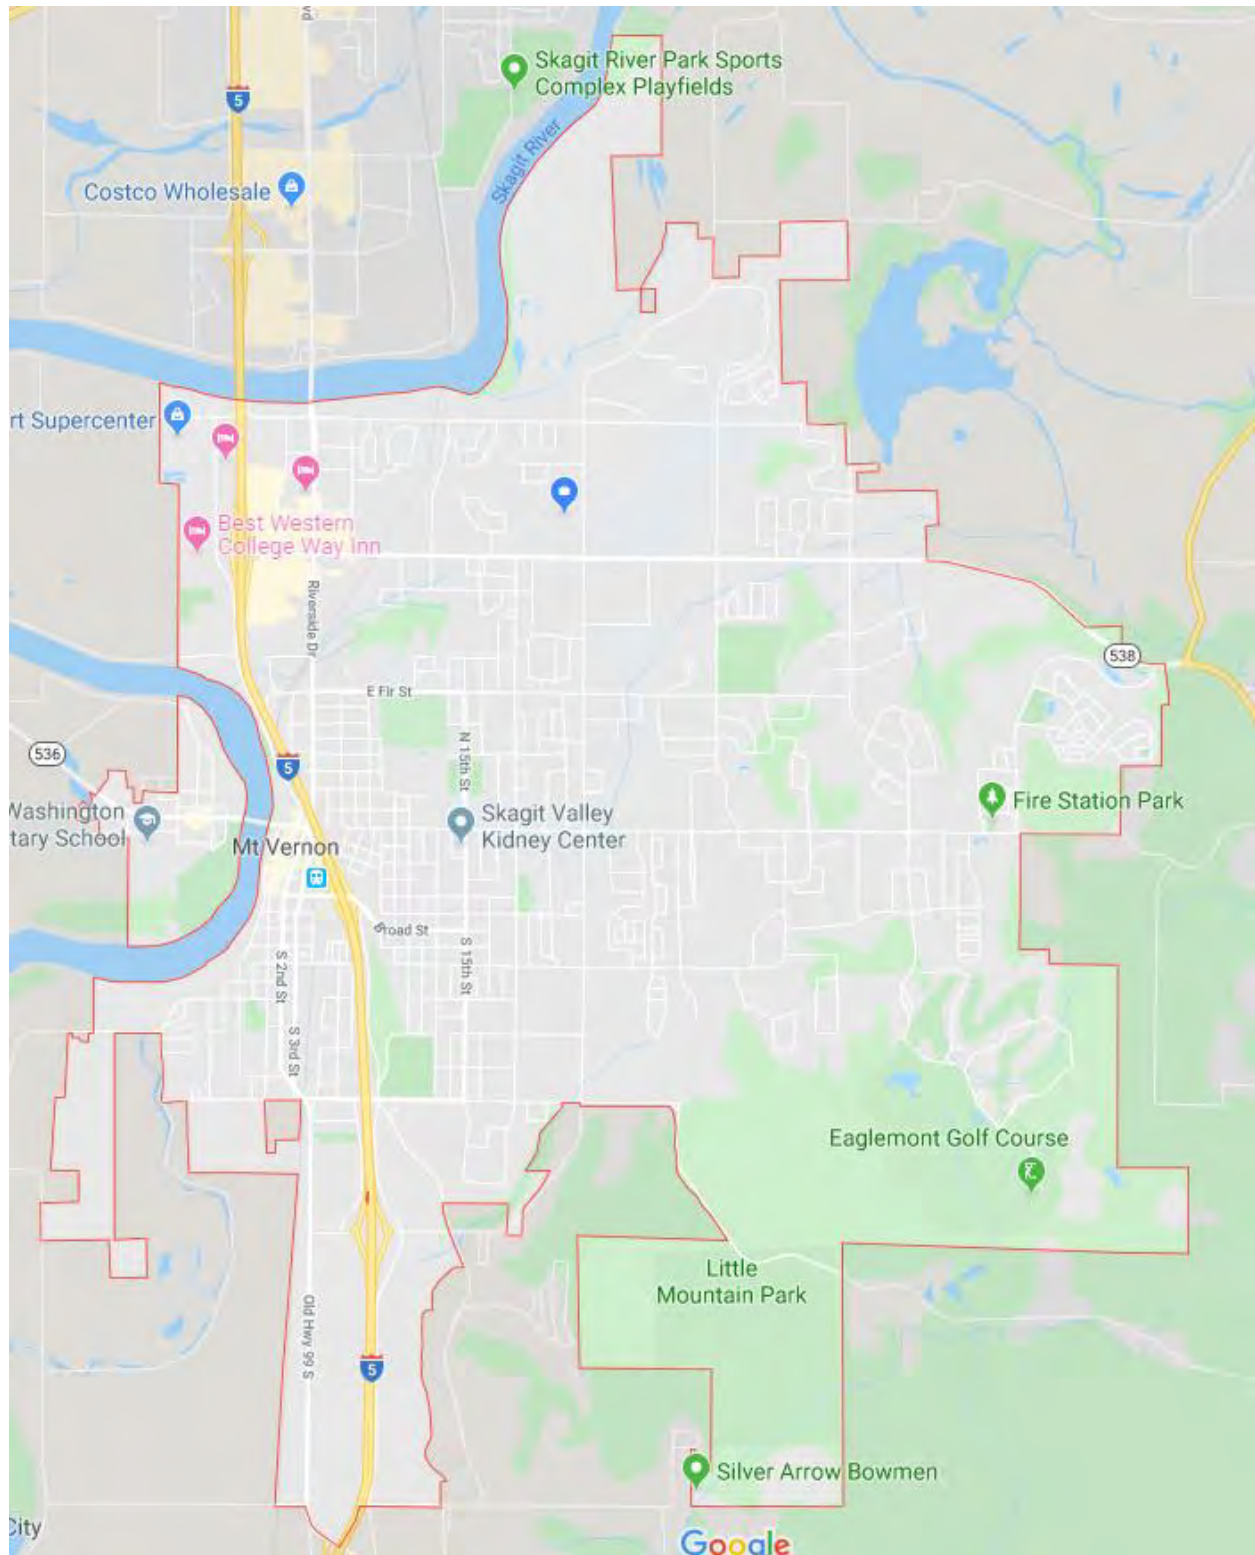 vd
Skagit River Park Sports
Complex Playfields
5
Skagit River
Costco Wholesale
rt Supercenter
Best Western
College Way Inn
Riverside Dr
538
E Fir St
N 15th St
536
5
Washington
tary School
Skagit Valley
Kidney Center
Fire Station Park
Mt Vernon
Broad St
S 2nd St
S 15th St
S 3rd St
Eaglemont Golf Course
Little
Mountain Park
Old Hwy 99 S
5
Silver Arrow Bowmen
City
Google